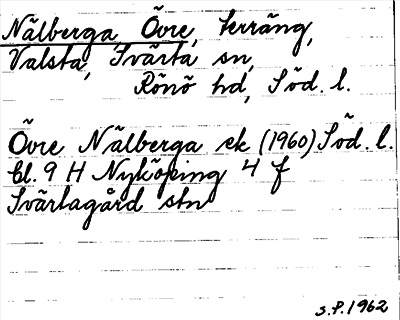 Nälberga Övre, terräng,
Valsta, Svärta sn,
Rönö hd, Söd. l.
Övre Nälberga ek (1960) Söd. l.
bl. 9 H Nyköping 4 f
Svärtagård stn
S.P. 1962